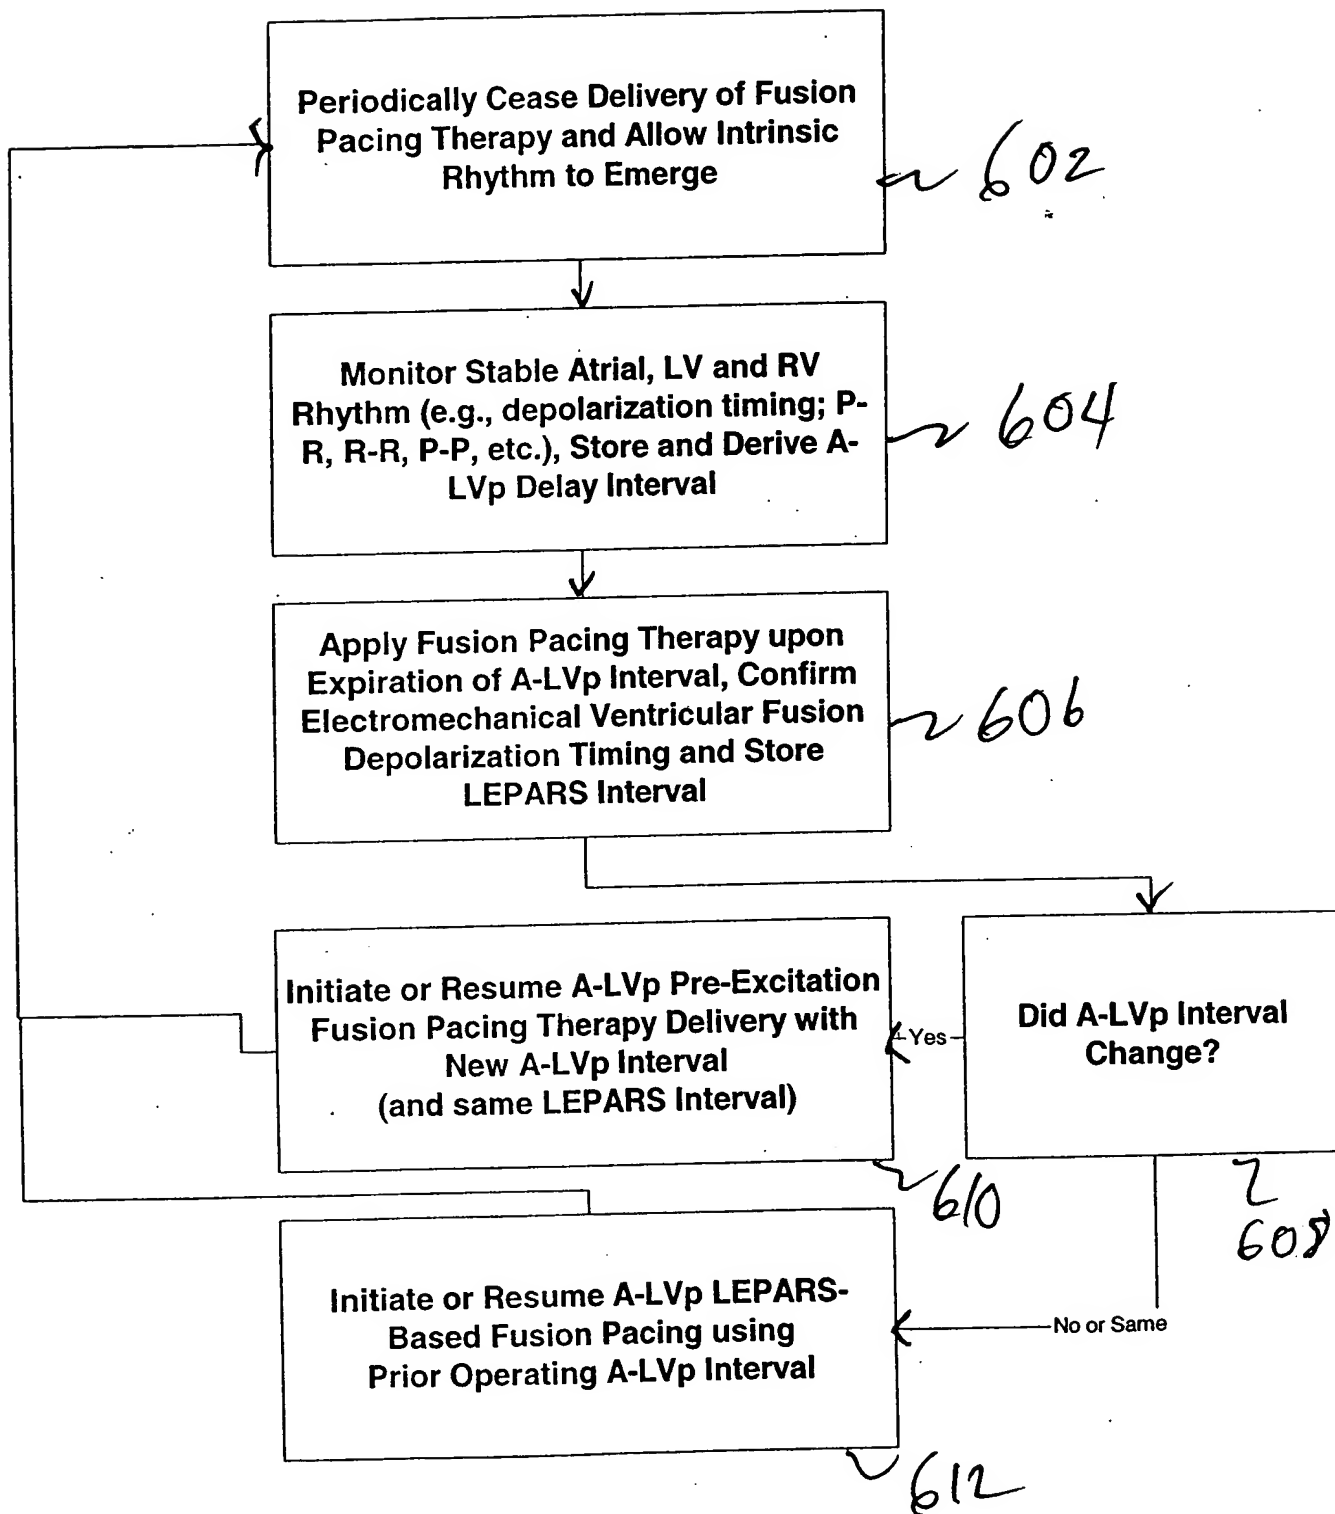 Periodically Cease Delivery of Fusion
Pacing Therapy and Allow Intrinsic
Rhythm to Emerge
602
Monitor Stable Atrial, LV and RV
Rhythm (e.g., depolarization timing; P-
R, R-R, P-P, etc.), Store and Derive A-
LVp Delay Interval
604
Apply Fusion Pacing Therapy upon
Expiration of A-LVp Interval, Confirm
Electromechanical Ventricular Fusion
Depolarization Timing and Store
LEPARS Interval
606
Initiate or Resume A-LVp Pre-Excitation
Fusion Pacing Therapy Delivery with
New A-LVp Interval
(and same LEPARS Interval)
610
Yes
Did A-LVp Interval
Change?
608
Initiate or Resume A-LVp LEPARS-
Based Fusion Pacing using
Prior Operating A-LVp Interval
612
No or Same